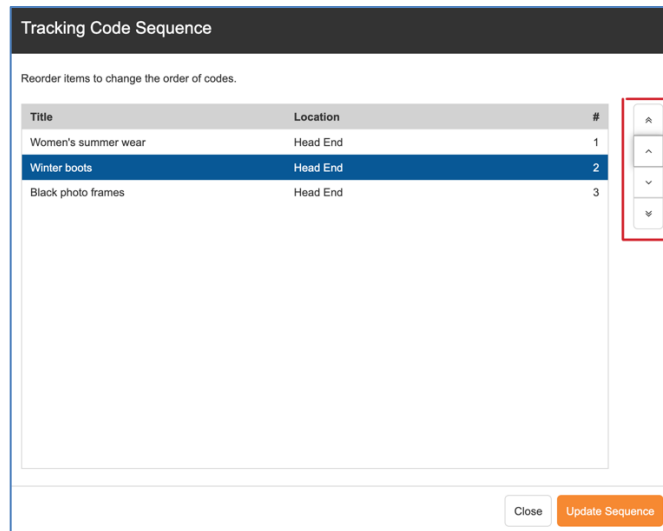 Tracking Code Sequence
Reorder items to change the order of codes.
Title Location #
Women's summer wear Head End 1
Winter boots Head End 2
Black photo frames Head End 3
Close Update Sequence